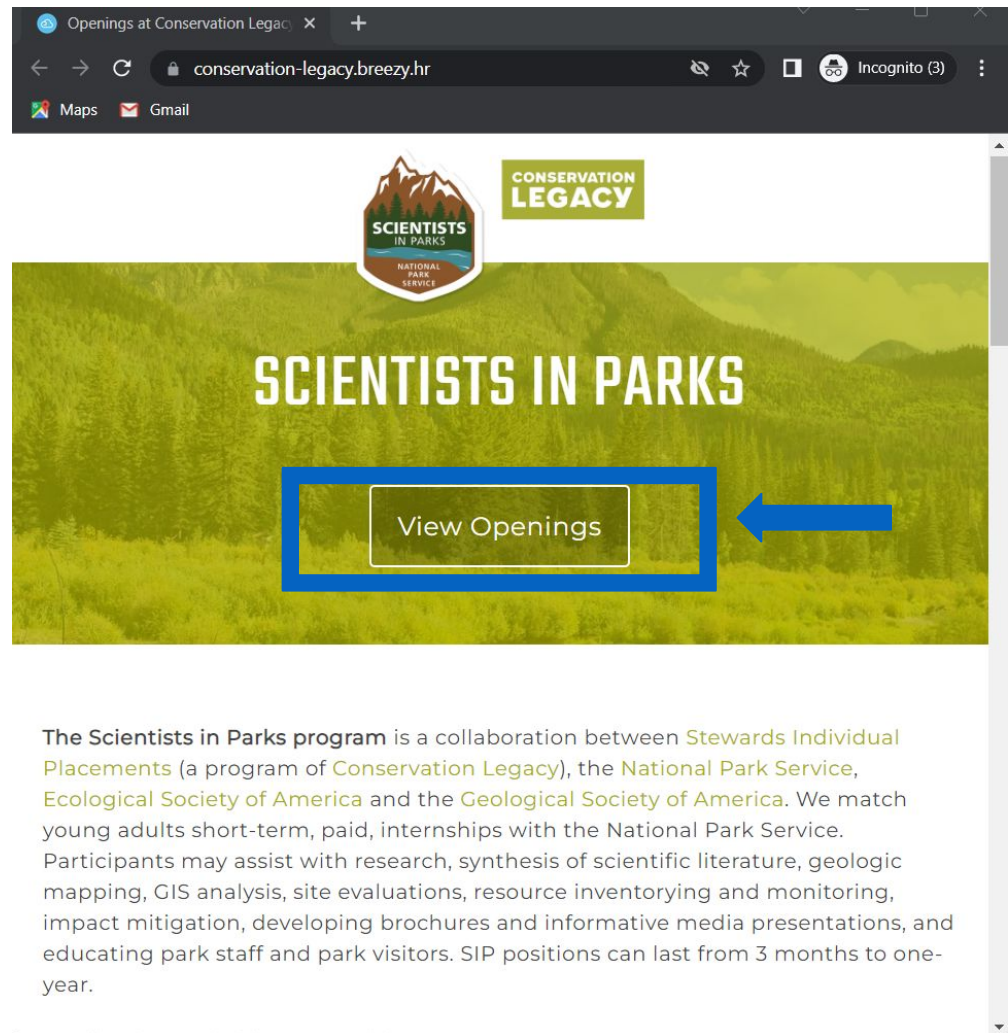 Openings at Conservation Legacy
conservation-legacy.breezy.hr
Incognito (3)
Maps
Gmail
SCIENTISTS
IN PARKS
NATIONAL
PARK
SERVICE
CONSERVATION
LEGACY
SCIENTISTS IN PARKS
View Openings
The Scientists in Parks program is a collaboration between Stewards Individual
Placements (a program of Conservation Legacy), the National Park Service,
Ecological Society of America and the Geological Society of America. We match
young adults short-term, paid, internships with the National Park Service.
Participants may assist with research, synthesis of scientific literature, geologic
mapping, GIS analysis, site evaluations, resource inventorying and monitoring,
impact mitigation, developing brochures and informative media presentations, and
educating park staff and park visitors. SIP positions can last from 3 months to one-
year.